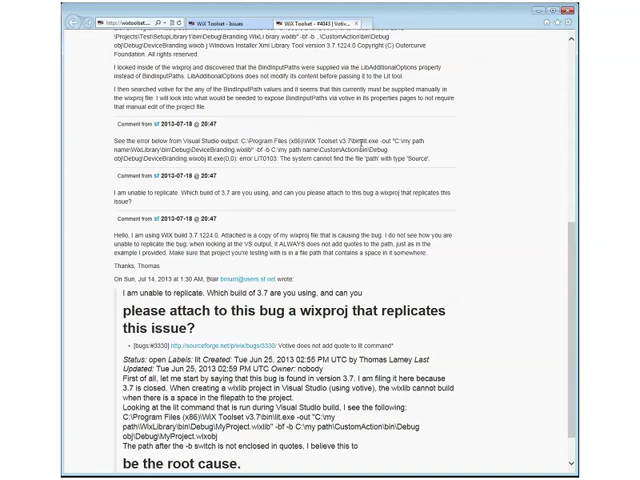 http://wixtoolset....
WiX Toolset - Issues
WiX Toolset - #4043 | Votiv...
\Projects\Test\SetupLibrary1\bin\Debug\DeviceBranding.WixLibrary.wixlib" -bf -b ..\CustomAction\bin\Debug
obj\Debug\DeviceBranding.wixobj Windows Installer Xml Library Tool version 3.7.1224.0 Copyright (C) Outercurve
Foundation. All rights reserved.
I looked inside of the wixproj and discovered that the BindInputPaths were supplied via the LibAdditionalOptions property
instead of BindInputPaths. LibAdditionalOptions does not modify its content before passing it to the Lit tool.
I then searched votive for the any of the BindInputPaths values and it seems that this currently must be supplied manually in
the wixproj file. I will look into what would be needed to expose BindInputPaths via votive in its properties pages to not require
that manual edit of the project file.
Comment from sf 2013-07-18 @ 20:47
See the error below from Visual Studio output: C:\Program Files (x86)\WiX Toolset v3.7\bin\lit.exe -out "C:\my path
name\WixLibrary\bin\Debug\DeviceBranding.wixlib" -bf -b C:\my path name\CustomAction\bin\Debug
obj\Debug\DeviceBranding.wixobj lit.exe(0,0): error LIT0103: The system cannot find the file 'path' with type 'Source'.
Comment from sf 2013-07-18 @ 20:47
I am unable to replicate. Which build of 3.7 are you using, and can you please attach to this bug a wixproj that replicates this
issue?
Comment from sf 2013-07-18 @ 20:47
Hello, I am using WiX build 3.7.1224.0. Attached is a copy of my wixproj file that is causing the bug. I do not see how you are
unable to replicate the bug; when looking at the VS output, it ALWAYS does not add quotes to the path, just as in the
example I provided. Make sure that project you're testing with is in a file path that contains a space in it somewhere.
Thanks, Thomas
On Sun, Jul 14, 2013 at 1:30 AM, Blair bmurri@users.sf.net wrote:
I am unable to replicate. Which build of 3.7 are you using, and can you
please attach to this bug a wixproj that replicates
this issue?
• [bugs:#3330] http://sourceforge.net/p/wix/bugs/3330/ Votive does not add quote to lit command*
Status: open Labels: lit Created: Tue Jun 25, 2013 02:55 PM UTC by Thomas Lamey Last
Updated: Tue Jun 25, 2013 02:59 PM UTC Owner: nobody
First of all, let me start by saying that this bug is found in version 3.7. I am filing it here because
3.7 is closed. When creating a wixlib project in Visual Studio (using votive), the wixlib cannot build
when there is a space in the filepath to the project.
Looking at the lit command that is run during Visual Studio build, I see the following:
C:\Program Files (x86)\WiX Toolset v3.7\bin\lit.exe -out "C:\my
path\WixLibrary\bin\Debug\MyProject.wixlib" -bf -b C:\my path\CustomAction\bin\Debug
obj\Debug\MyProject.wixobj
The path after the -b switch is not enclosed in quotes, I believe this to
be the root cause.